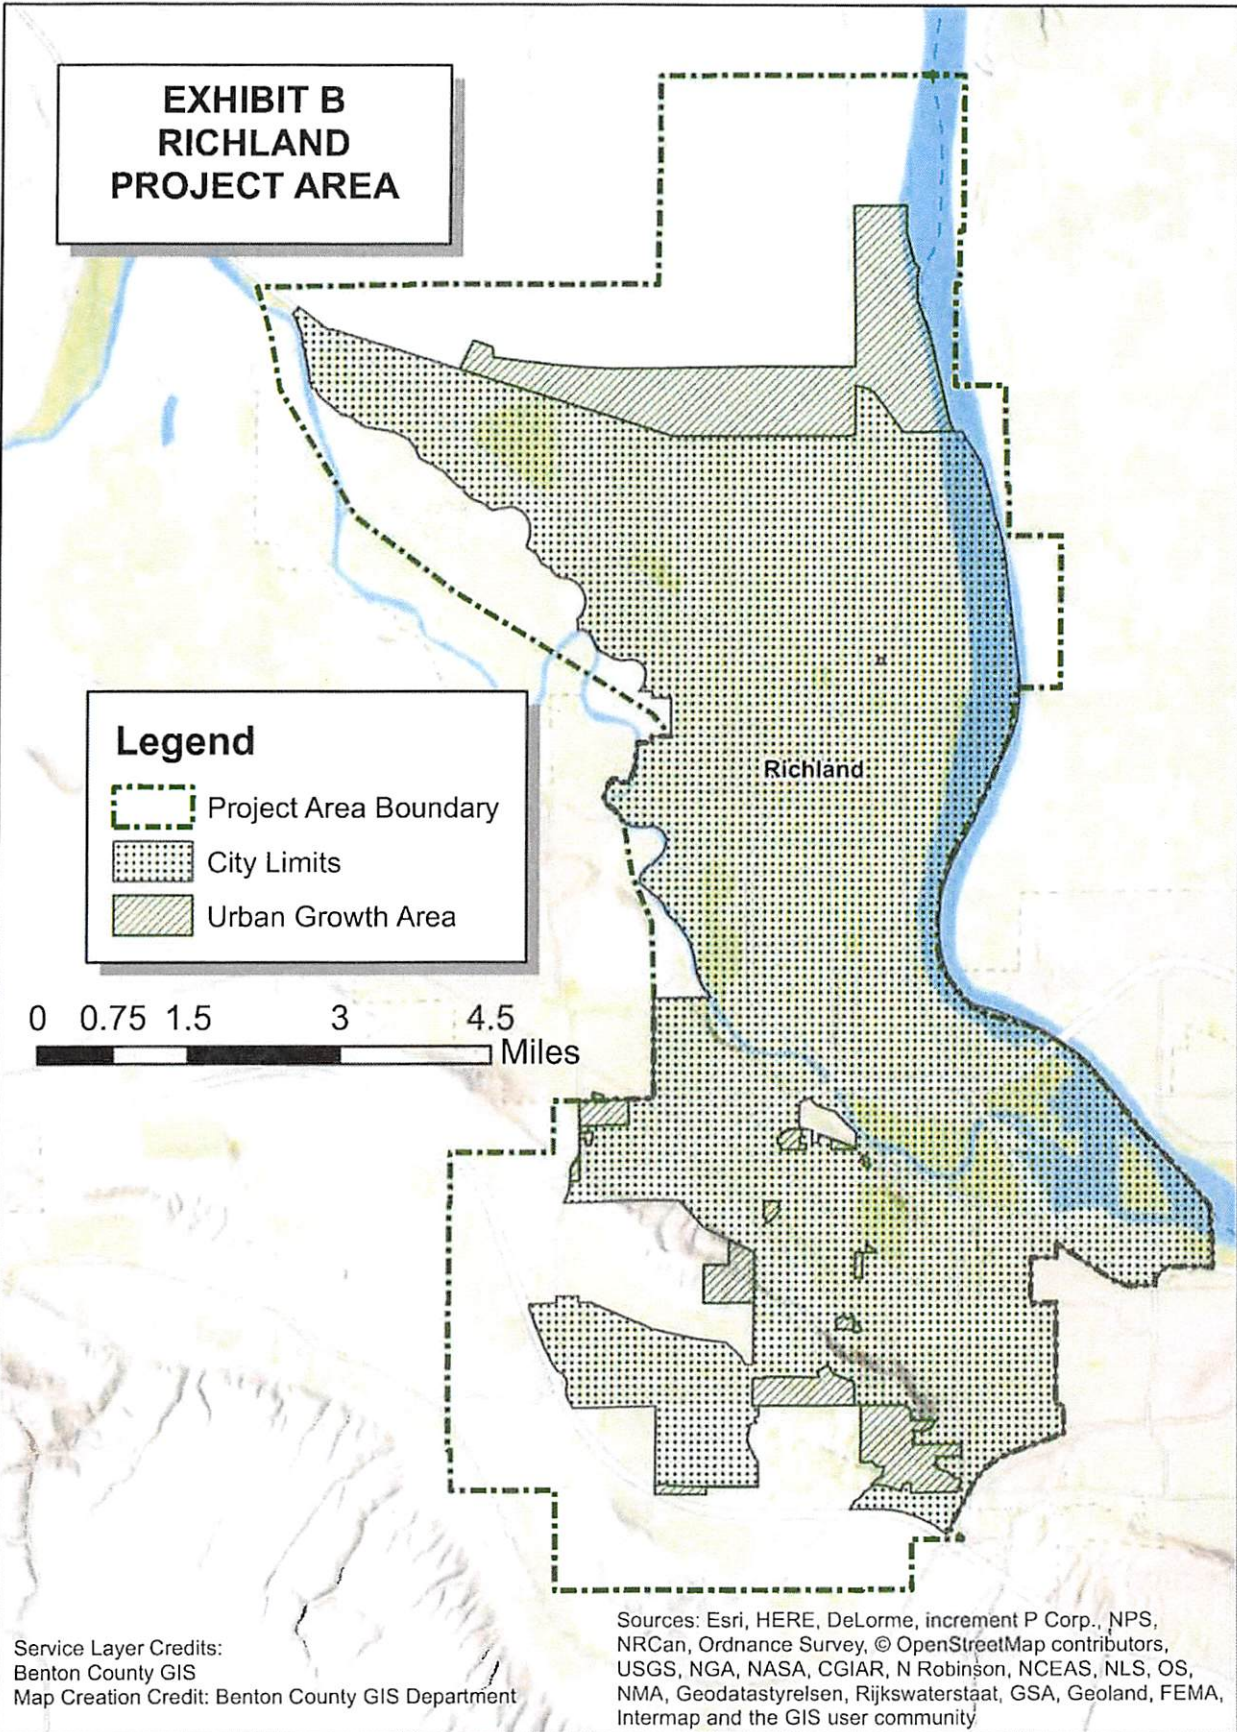 EXHIBIT B
RICHLAND
PROJECT AREA
Richland
Legend
Project Area Boundary
City Limits
Urban Growth Area
0 0.75 1.5 3 4.5
Miles
Service Layer Credits:
Benton County GIS
Map Creation Credit: Benton County GIS Department
Sources: Esri, HERE, DeLorme, increment P Corp., NPS,
NRCan, Ordnance Survey, © OpenStreetMap contributors,
USGS, NGA, NASA, CGIAR, N Robinson, NCEAS, NLS, OS,
NMA, Geodatastyrelsen, Rijkswaterstaat, GSA, Geoland, FEMA,
Intermap and the GIS user community